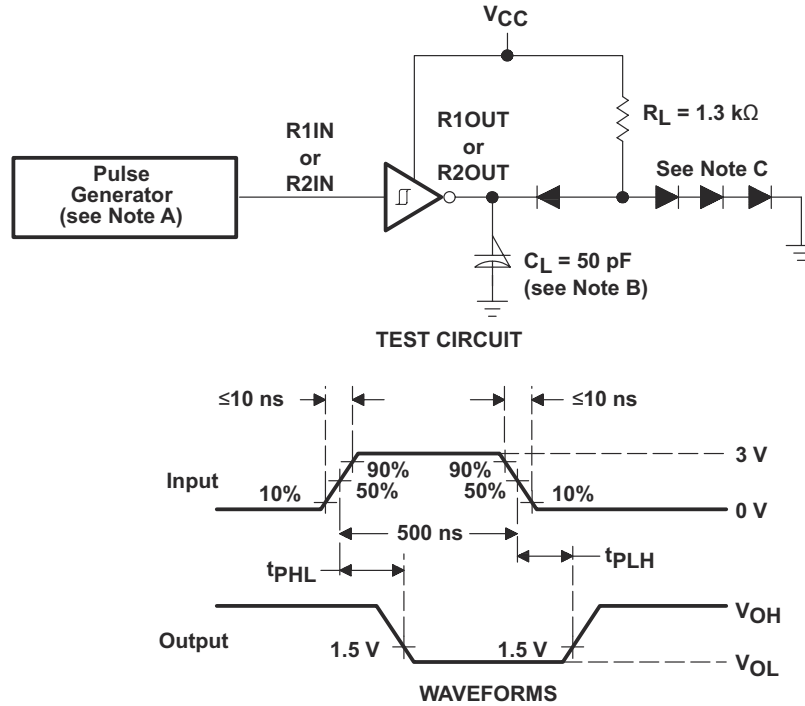 VCC
R1IN
or
R2IN
R1OUT
or
R2OUT
RL = 1.3 kΩ
Pulse
Generator
(see Note A)
See Note C
CL = 50 pF
(see Note B)
TEST CIRCUIT
≤10 ns
≤10 ns
Input
10%
90%
50%
90%
50%
10%
3 V
0 V
500 ns
tPHL
tPLH
Output
1.5 V
1.5 V
VOH
VOL
WAVEFORMS